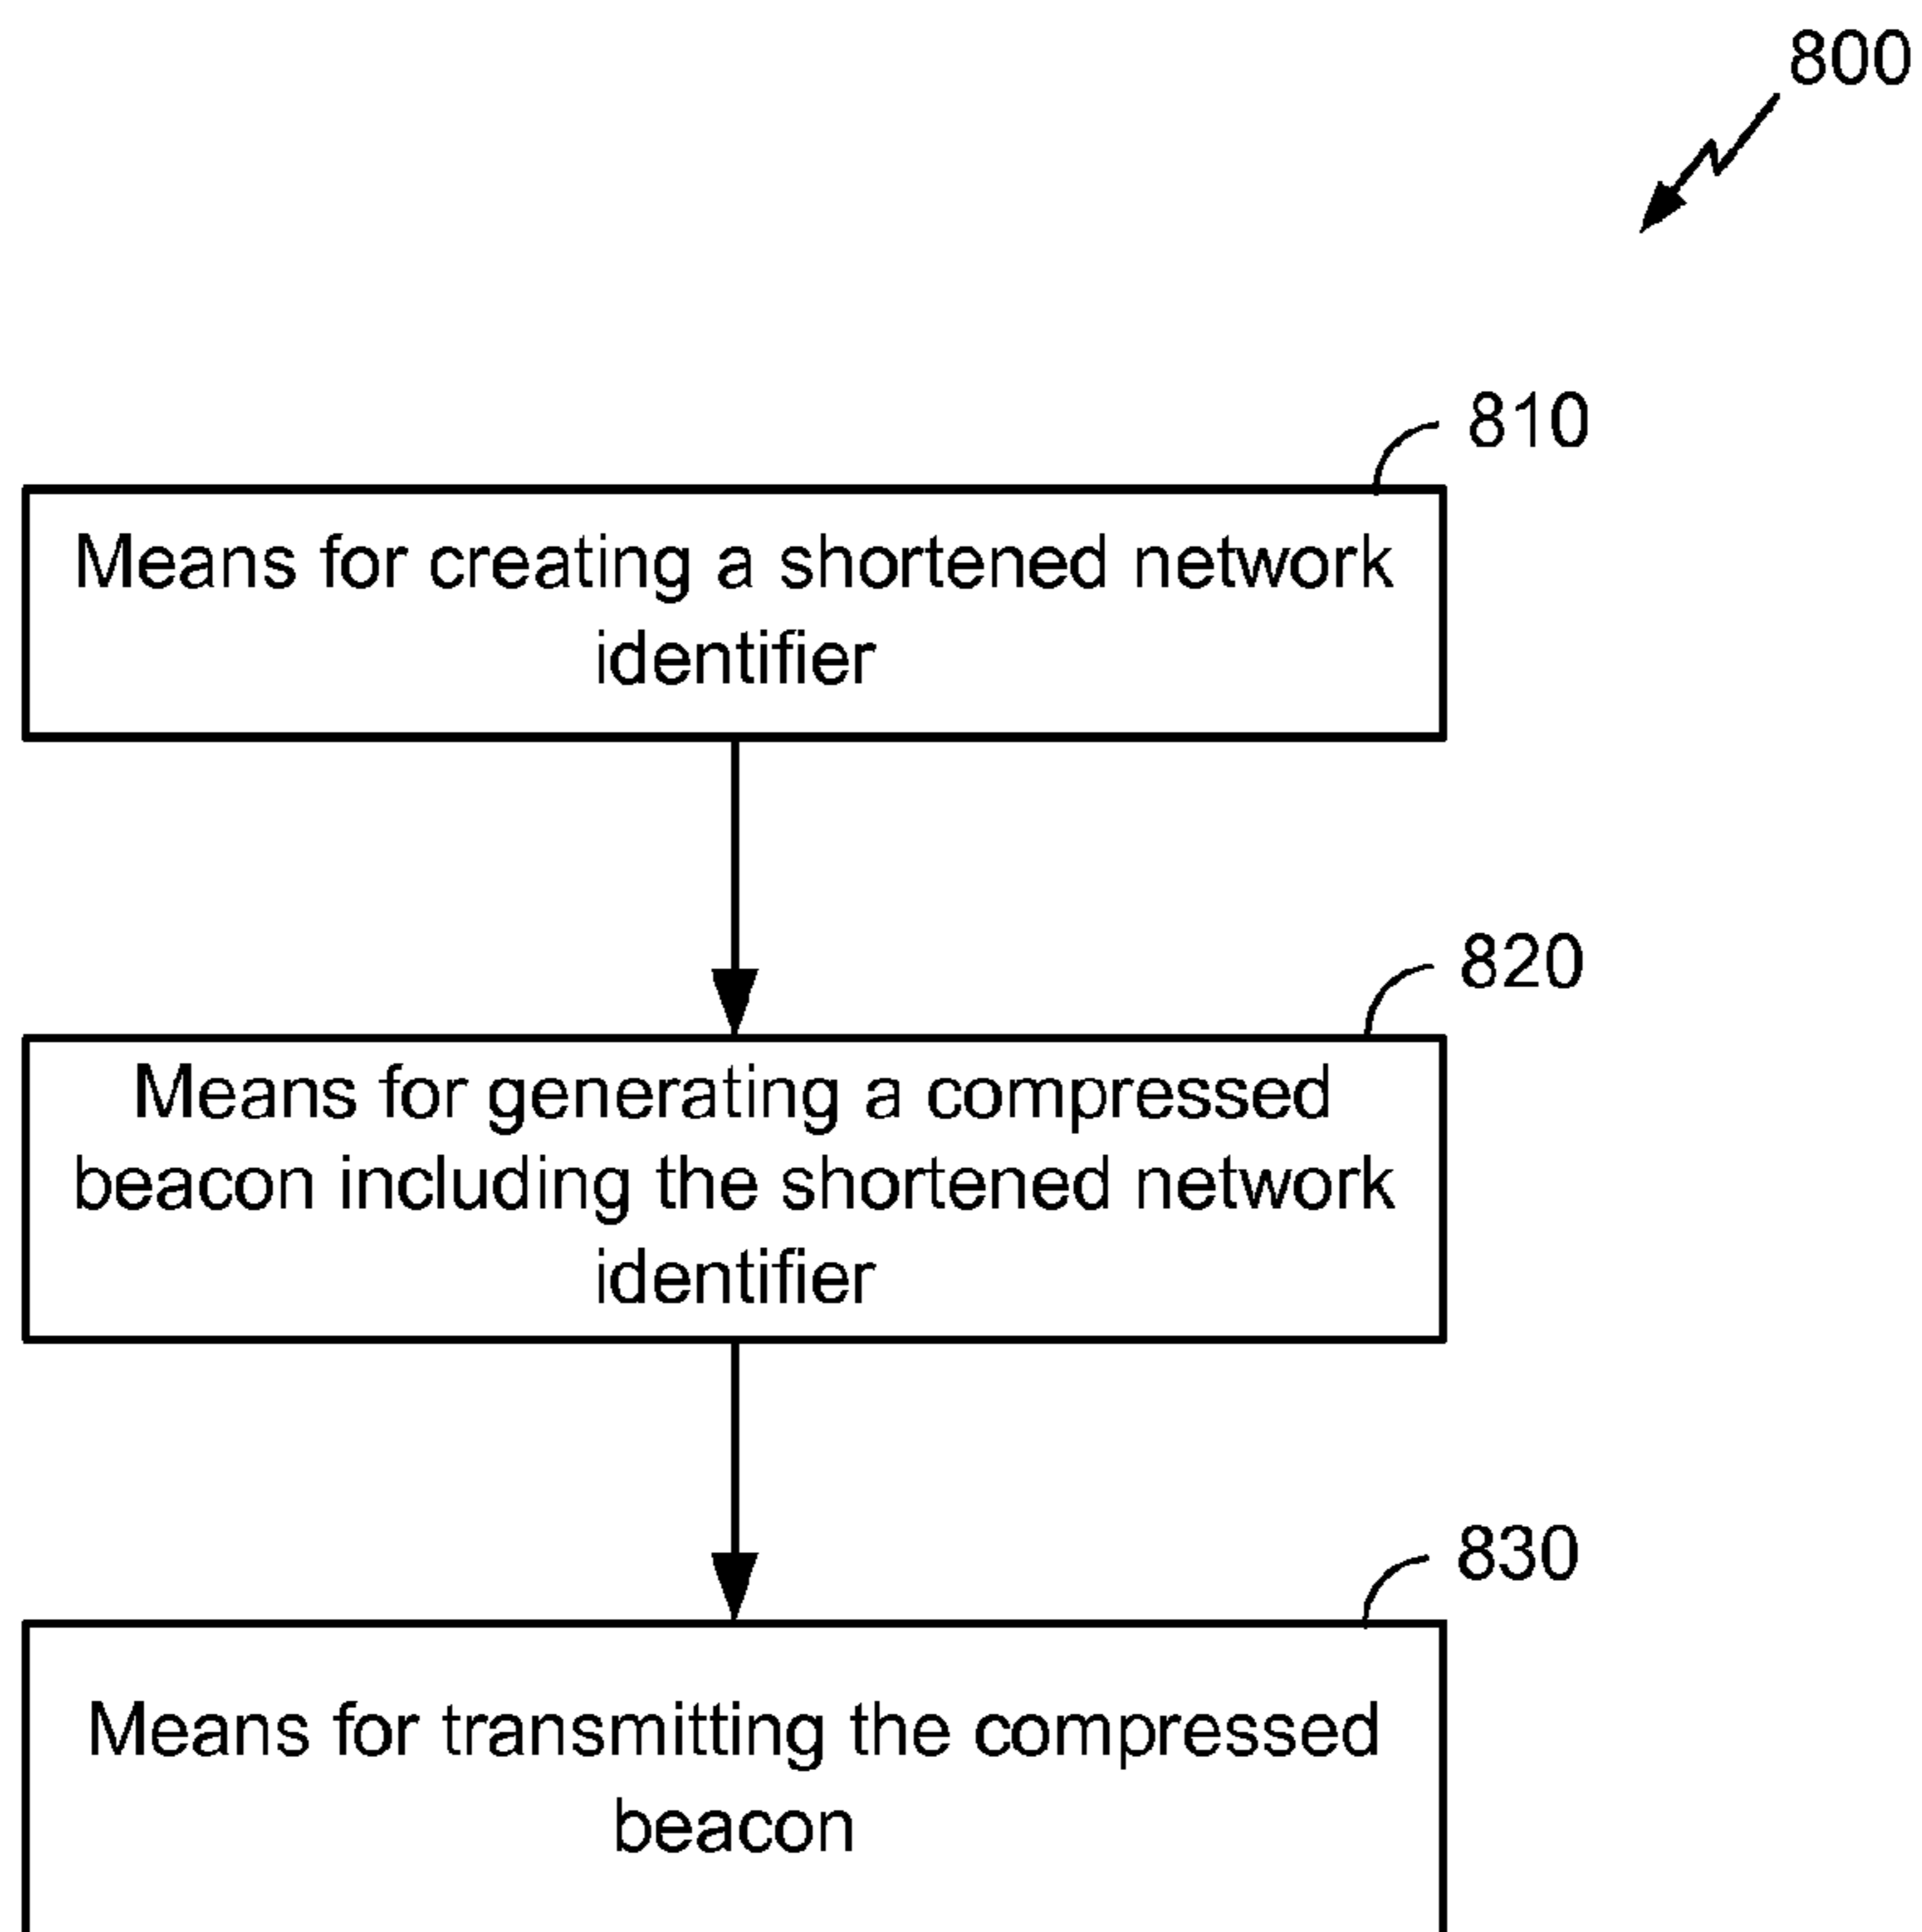 800
810
Means for creating a shortened network
identifier
820
Means for generating a compressed
beacon including the shortened network
identifier
830
Means for transmitting the compressed
beacon